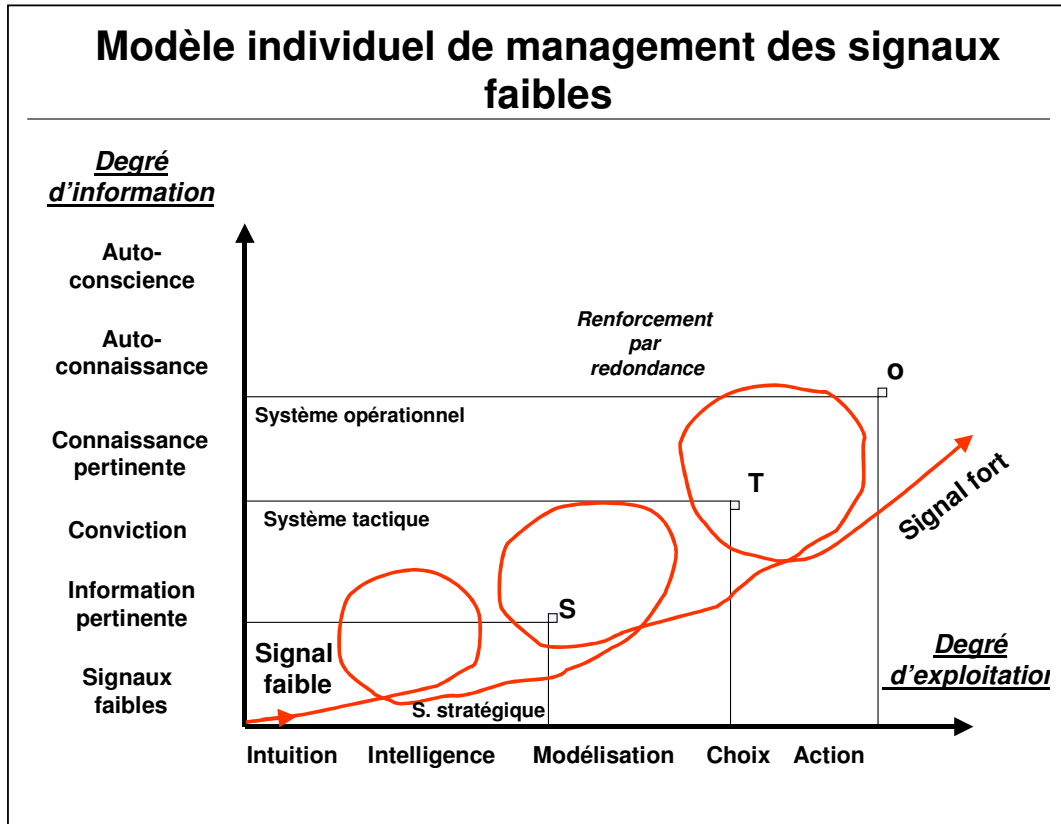 Modèle individuel de management des signaux
faibles
Degré
d'information
Auto-
conscience
Auto-
connaissance
Connaissance
pertinente
Conviction
Information
pertinente
Signaux
faibles
Renforcement
par
redondance
O
Système opérationnel
T
Système tactique
Signal fort
S
Signal
faible
S. stratégique
Degré
d'exploitation
Intuition Intelligence Modélisation Choix Action